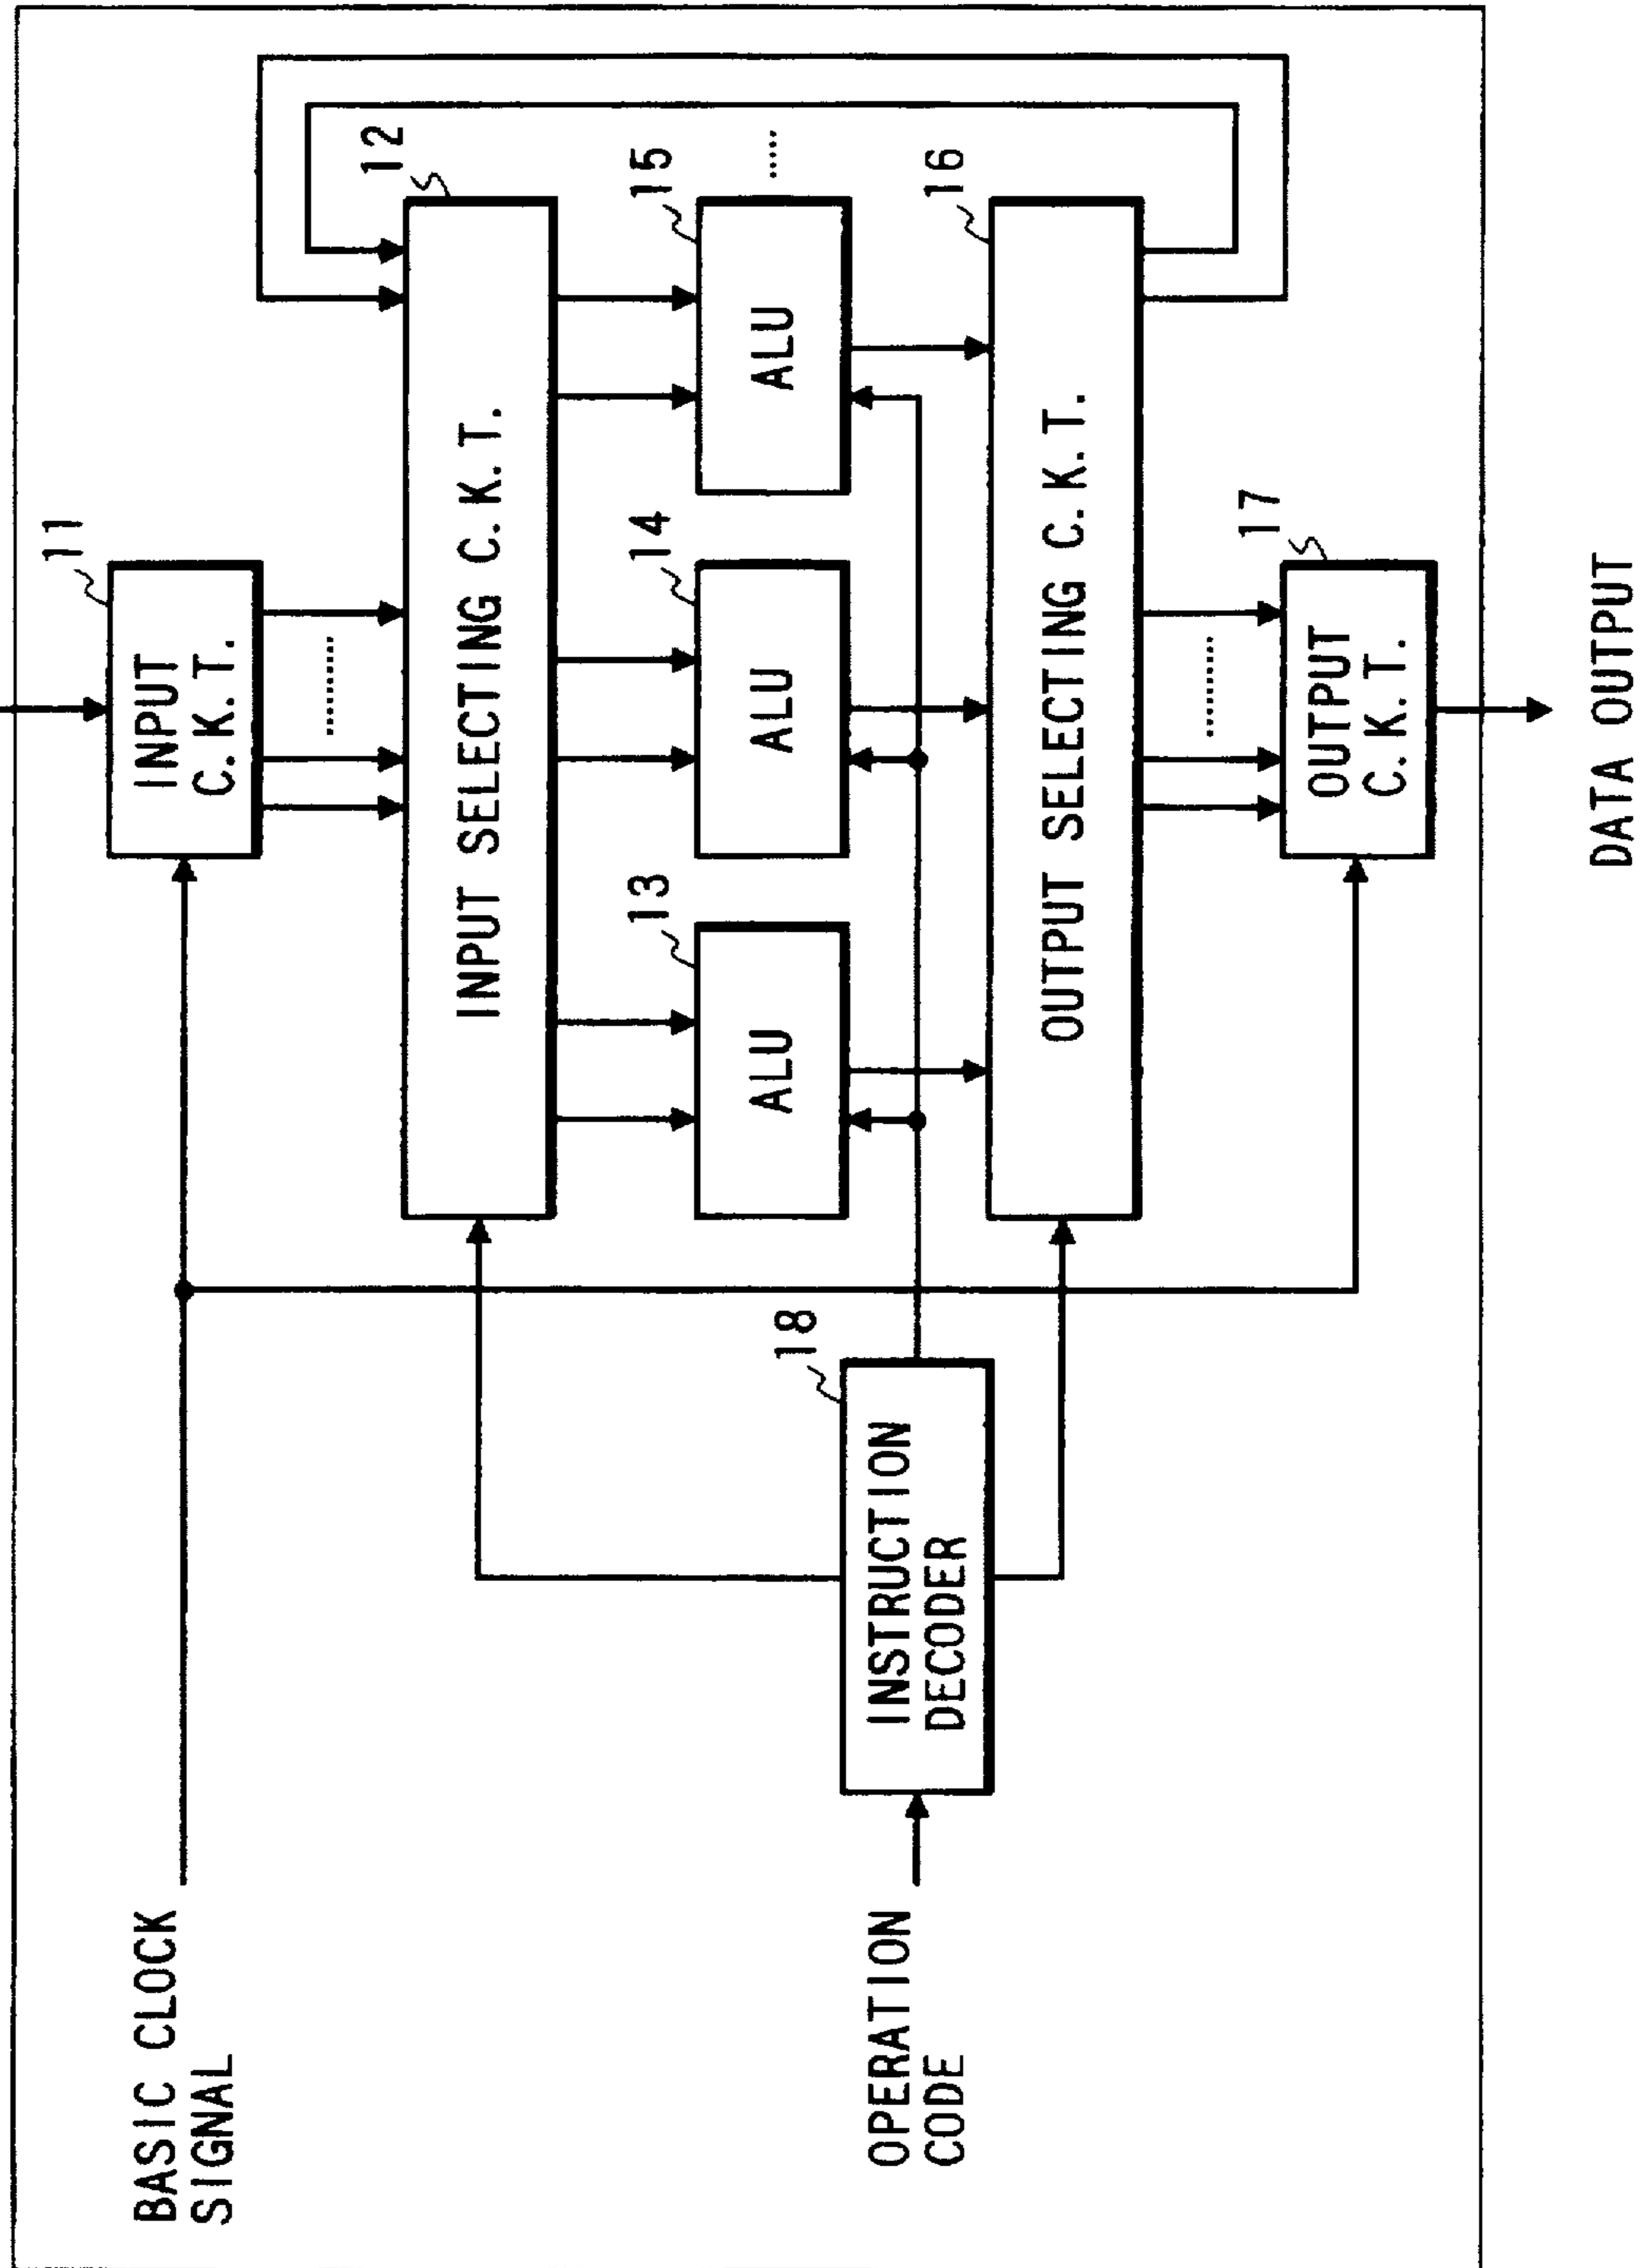 11
INPUT
C.K.T.
12
INPUT SELECTING C.K.T.
13
ALU
14
ALU
15
ALU
16
OUTPUT SELECTING C.K.T.
17
OUTPUT
C.K.T.
DATA OUTPUT
18
INSTRUCTION
DECODER
BASIC CLOCK
SIGNAL
OPERATION
CODE